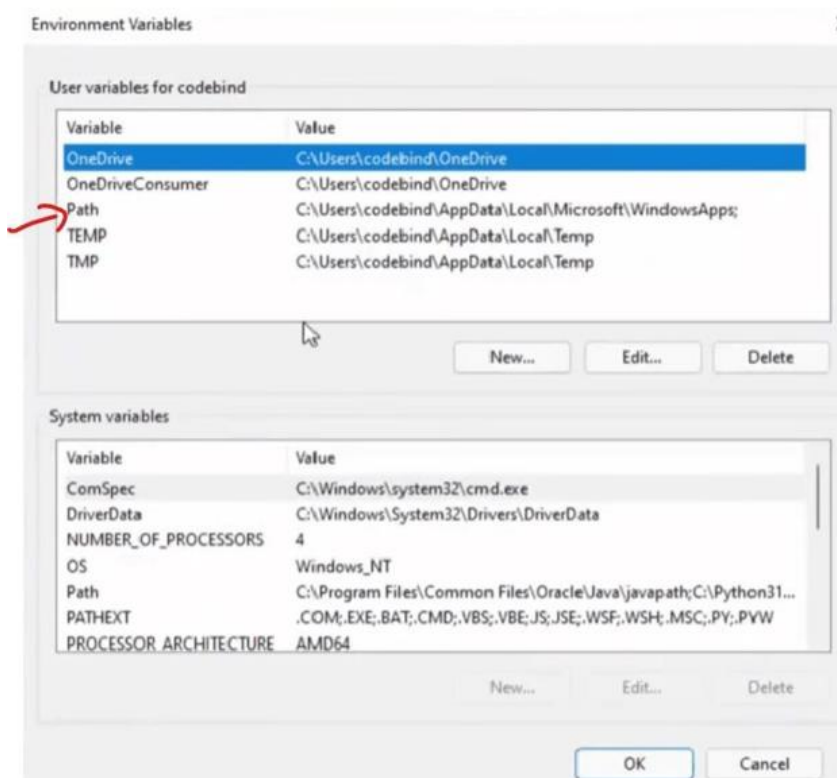 Environment Variables
User variables for codebind
Variable Value
OneDrive C:\Users\codebind\OneDrive
OneDriveConsumer C:\Users\codebind\OneDrive
Path C:\Users\codebind\AppData\Local\Microsoft\WindowsApps;
TEMP C:\Users\codebind\AppData\Local\Temp
TMP C:\Users\codebind\AppData\Local\Temp
New... Edit... Delete
System variables
Variable Value
ComSpec C:\Windows\system32\cmd.exe
DriverData C:\Windows\System32\Drivers\DriverData
NUMBER_OF_PROCESSORS 4
OS Windows_NT
Path C:\Program Files\Common Files\Oracle\Java\javapath;C:\Python31...
PATHEXT .COM;.EXE;.BAT;.CMD;.VBS;.VBE;.JS;.JSE;.WSF;.WSH;.MSC;.PY;.PYW
PROCESSOR_ARCHITECTURE AMD64
New... Edit... Delete
OK Cancel